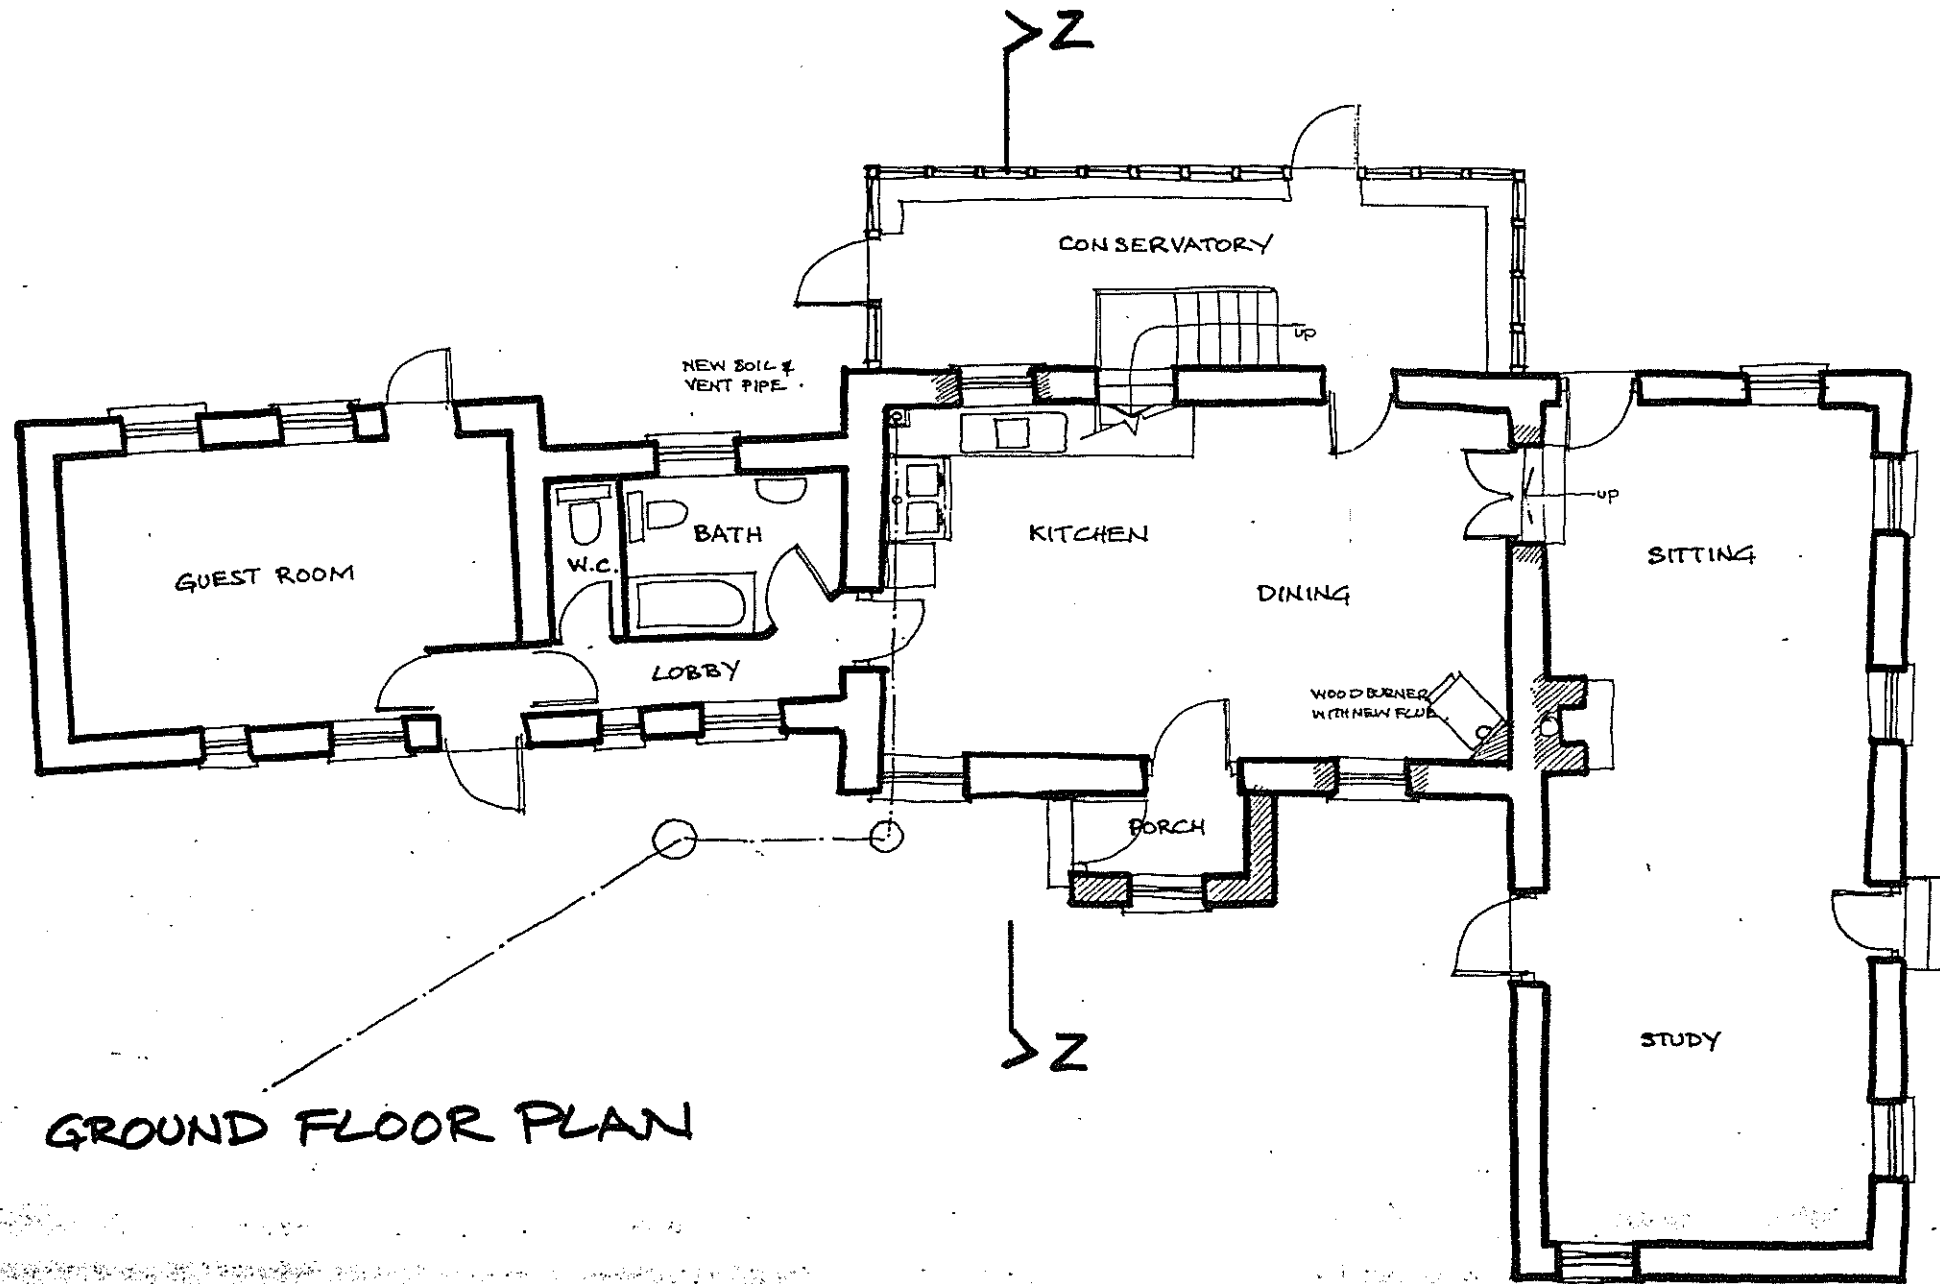 Z
CONSERVATORY
UP
NEW SOIL &
VENT PIPE.
UP
BATH
KITCHEN
SITTING
W.C.
GUEST ROOM
DINING
LOBBY
WOODBURNER
WITH NEW FLUE.
PORCH
STUDY
Z
GROUND FLOOR PLAN